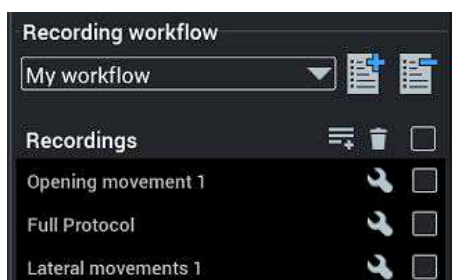 Recording workflow
My workflow
Recordings
Opening movement 1
Full Protocol
Lateral movements 1